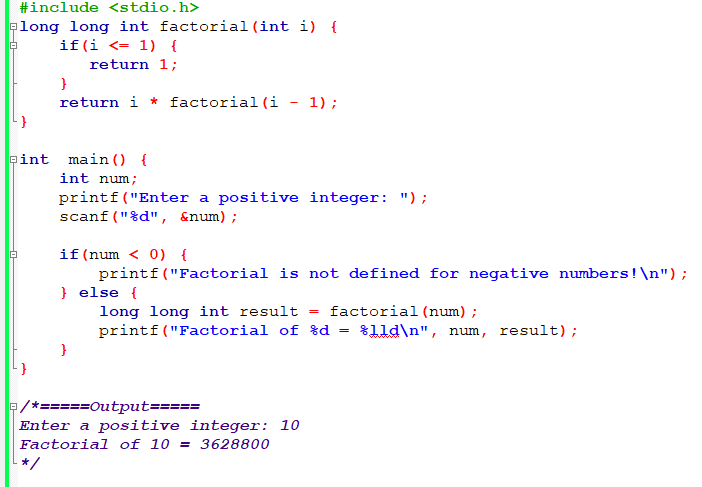 #include <stdio.h>
long long int factorial(int i) {
    if(i <= 1) {
       return 1;
    }
    return i * factorial(i - 1);
}
int  main() {
    int num;
    printf("Enter a positive integer: ");
    scanf("%d", &num);
    if(num < 0) {
        printf("Factorial is not defined for negative numbers!\n");
    } else {
        long long int result = factorial(num);
        printf("Factorial of %d = %lld\n", num, result);
    }
}
/*=====Output=====
Enter a positive integer: 10
Factorial of 10 = 3628800
*/